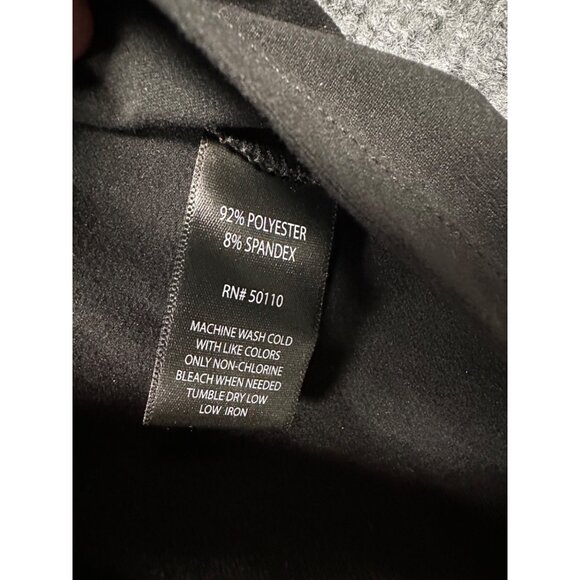 92% POLYESTER
8% SPANDEX
RN# 50110
MACHINE WASH COLD
WITH LIKE COLORS
ONLY NON-CHLORINE
BLEACH WHEN NEEDED
TUMBLE DRY LOW
LOW IRON